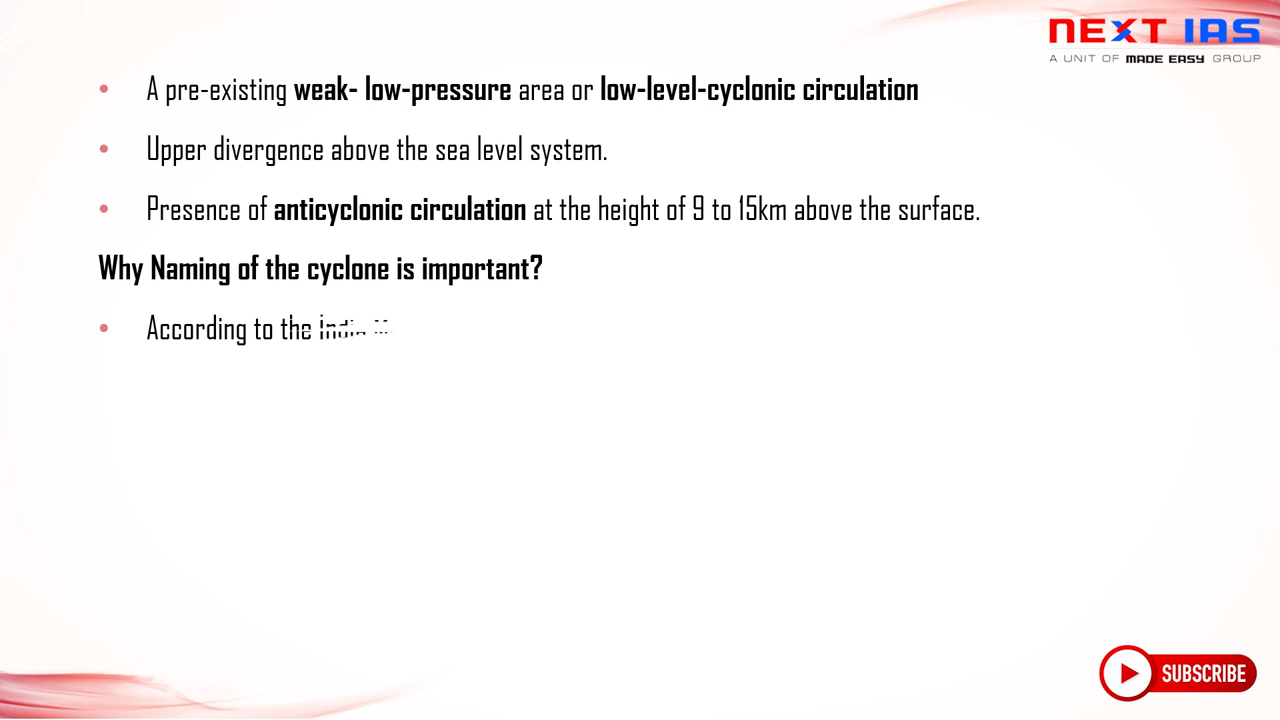 NEXT IAS
A UNIT OF MADE EASY GROUP
• A pre-existing weak- low-pressure area or low-level-cyclonic circulation
• Upper divergence above the sea level system.
• Presence of anticyclonic circulation at the height of 9 to 15km above the surface.
Why Naming of the cyclone is important?
• According to the
SUBSCRIBE